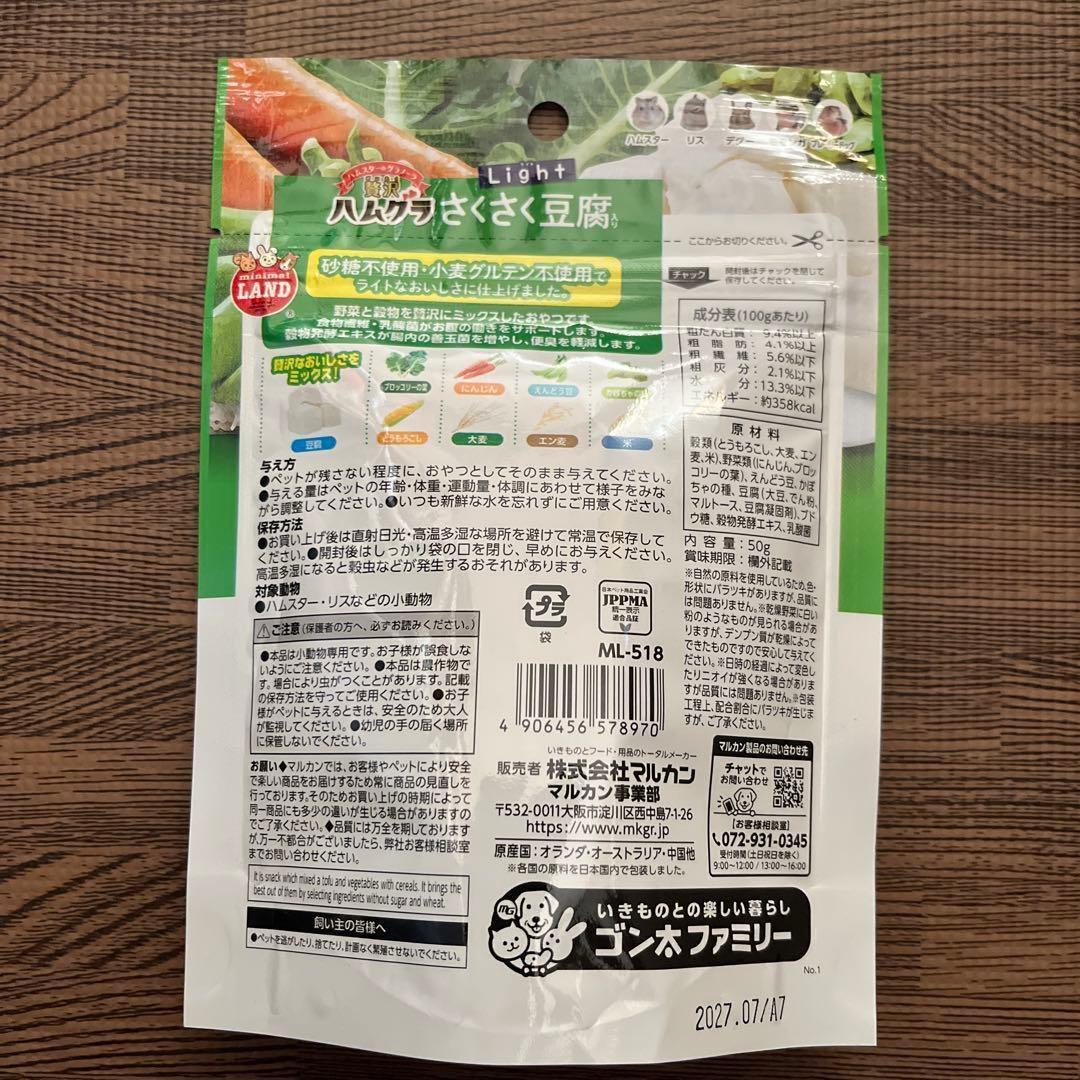 ハムスター
リス
デグー
プレーリードッグ
Light
ハムスターのグラノーラ
贅沢
ハムグラ
さくさく豆腐入り
minimal
LAND
砂糖不使用・小麦グルテン不使用で
ライトなおいしさに仕上げました。
野菜と穀物を贅沢にミックスしたおやつです。
食物繊維・乳酸菌がお腹の働きをサポートします。
穀物発酵エキスが腸内の善玉菌を増やし、便臭を軽減します。
贅沢なおいしさを
ミックス!
ブロッコリーの葉
にんじん
えんどう豆
かぼちゃの種
豆腐
とうもろこし
大麦
エン麦
米
与え方
●ペットが残さない程度に、おやつとしてそのまま与えてください。
●与える量はペットの年齢・体重・運動量・体調にあわせて様子をみな
がら調整してください。●いつも新鮮な水を忘れずにご用意ください。
保存方法
●お買い上げ後は直射日光・高温多湿な場所を避けて常温で保存して
ください。●開封後はしっかり袋の口を閉じ、早めにお与えください。
高温多湿になると穀虫などが発生するおそれがあります。
対象動物
●ハムスター・リスなどの小動物
ご注意(保護者の方へ、必ずお読みください。)
●本品は小動物専用です。お子様が誤食しな
いようにご注意ください。●本品は農作物で
す。場合により虫がつくことがあります。記載
の保存方法を守ってご使用ください。●お子
様がペットに与えるときは、安全のため大人
が監視してください。●幼児の手の届く場所
に保管しないでください。
お願い◆マルカンでは、お客様やペットにより安全
で楽しい商品をお届けするため常に商品の見直しを
行っております。そのためお買い上げの時期によって
同一商品にも多少の違いが生じる場合がありますの
でご了承ください。◆品質には万全を期しております
が、万一不都合がございましたら、弊社お客様相談室
までお問い合わせください。
It is snack which mixed a tofu and vegetables with cereals. It brings the
best out of them by selecting ingredients without sugar and wheat.
飼い主の皆様へ
●ペットを逃がしたり、捨てたり、計画なく繁殖させないでください。
ここからお切りください。
チャック
開封後はチャックを閉じて
保存してください。
成分表(100gあたり)
粗たん白質:9.4%以上
粗脂肪:4.1%以上
粗繊維:5.6%以下
粗灰分:2.1%以下
水分:13.3%以下
エネルギー:約358kcal
原材料
穀類(とうもろこし、大麦、エン
麦、米)、野菜類(にんじん、ブロッ
コリーの葉)、えんどう豆、かぼ
ちゃの種、豆腐(大豆、でん粉、
マルトース、豆腐凝固剤)、ブド
ウ糖、穀物発酵エキス、乳酸菌
内容量:50g
賞味期限:欄外記載
※自然の原料を使用しているため、色・
形状にバラツキがありますが、品質に
は問題ありません。※乾燥野菜に白い
粉のようなものが見られる場合があ
りますが、デンプン質が乾燥によって
できたものですので安心して与えてく
ださい。※日時の経過によって変色し
たりニオイが強くなる場合があります
ますが品質には問題ありません。※包装
工程上、配合割合にバラツキが生じま
すが、ご了承ください。
プラ
袋
日本ペット用品工業会
JPPMA
統一表示
適合品証
ML-518
4 906456 578970
いきものとフード・用品のトータルメーカー
販売者 株式会社マルカン
マルカン事業部
〒532-0011大阪市淀川区西中島7-1-26
https://www.mkgr.jp
原産国:オランダ・オーストラリア・中国他
※各国の原料を日本国内で包装しました。
マルカン製品のお問い合わせ先
チャットで
お問い合わせ
[お客様相談室]
072-931-0345
受付時間(土日祝日を除く)
9:00~12:00/13:00~16:00
MG
いきものとの楽しい暮らし
ゴン太ファミリー
No.1
2027.07/A7